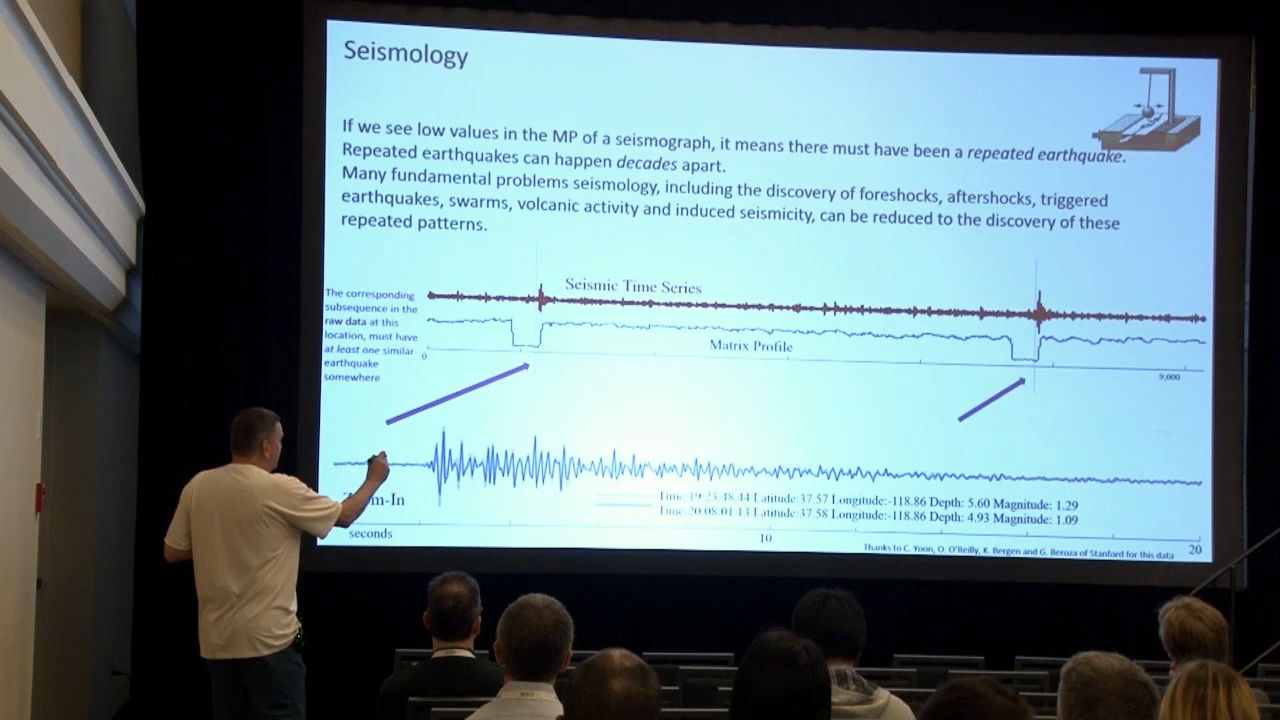 Seismology
If we see low values in the MP of a seismograph, it means there must have been a repeated earthquake.
Repeated earthquakes can happen decades apart.
Many fundamental problems seismology, including the discovery of foreshocks, aftershocks, triggered
earthquakes, swarms, volcanic activity and induced seismicity, can be reduced to the discovery of these
repeated patterns.
Seismic Time Series
The corresponding
subsequence in the
raw data at this
location, must have
at least one similar
earthquake
somewhere
Matrix Profile
0
9,000
m-In
Time:19:23:48.44 Latitude:37.57 Longitude:-118.86 Depth: 5.60 Magnitude: 1.29
Time:20:08:01.13 Latitude:37.58 Longitude:-118.86 Depth: 4.93 Magnitude: 1.09
seconds
10
20
Thanks to C. Yoon, O. O'Reilly, K. Bergen and G. Beroza of Stanford for this data